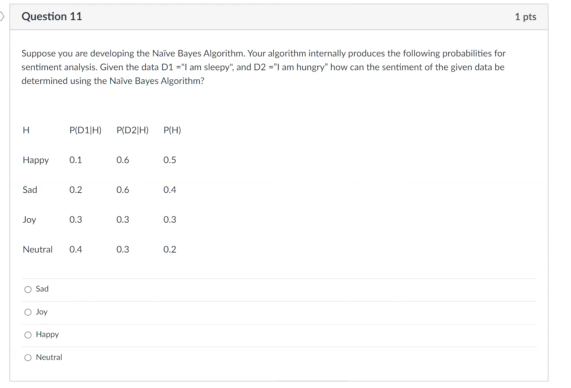 Question 11
1 pts
Suppose you are developing the Naïve Bayes Algorithm. Your algorithm internally produces the following probabilities for
sentiment analysis. Given the data D1 ="I am sleepy", and D2 ="I am hungry" how can the sentiment of the given data be
determined using the Naïve Bayes Algorithm?
H P(D1|H) P(D2|H) P(H)
Happy 0.1 0.6 0.5
Sad 0.2 0.6 0.4
Joy 0.3 0.3 0.3
Neutral 0.4 0.3 0.2
Sad
Joy
Happy
Neutral